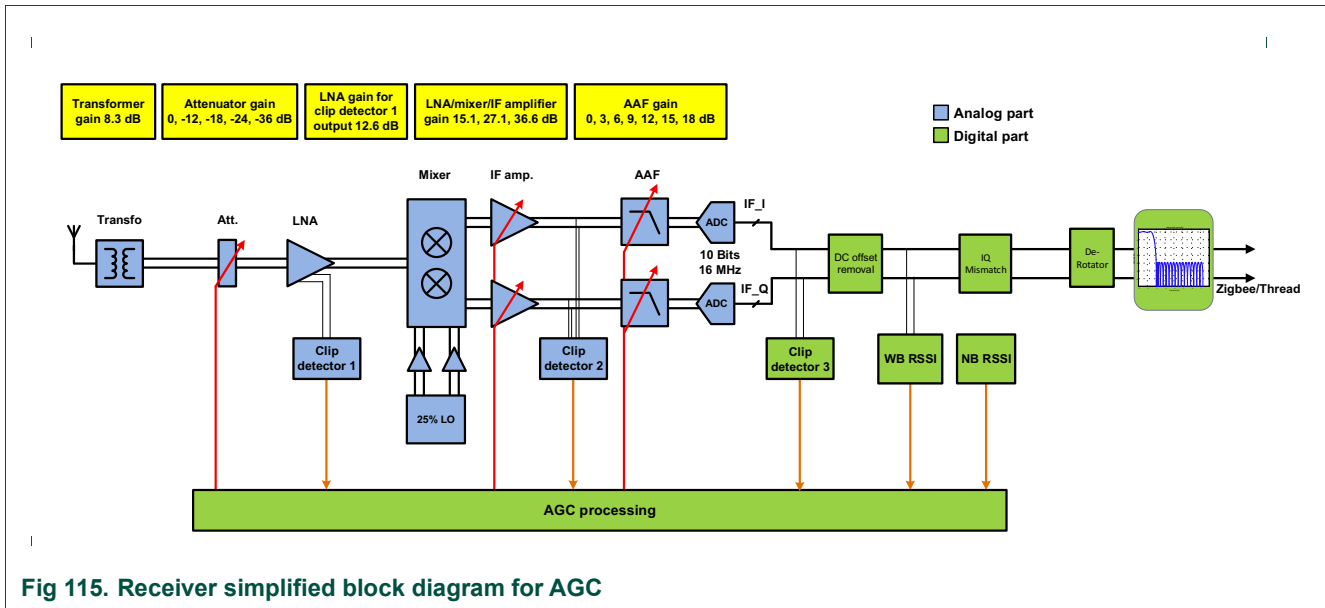 Transformer
gain 8.3 dB
Attenuator gain
0, -12, -18, -24, -36 dB
LNA gain for
clip detector 1
output 12.6 dB
LNA/mixer/IF amplifier
gain 15.1, 27.1, 36.6 dB
AAF gain
0, 3, 6, 9, 12, 15, 18 dB
Analog part
Digital part
Mixer
IF amp.
AAF
Transfo
Att.
LNA
ADC
IF_I
10 Bits
16 MHz
ADC
IF_Q
DC offset
removal
IQ
Mismatch
De-
Rotator
Zigbee/Thread
Clip
detector 1
Clip
detector 2
Clip
detector 3
WB RSSI
NB RSSI
25% LO
AGC processing
Fig 115. Receiver simplified block diagram for AGC